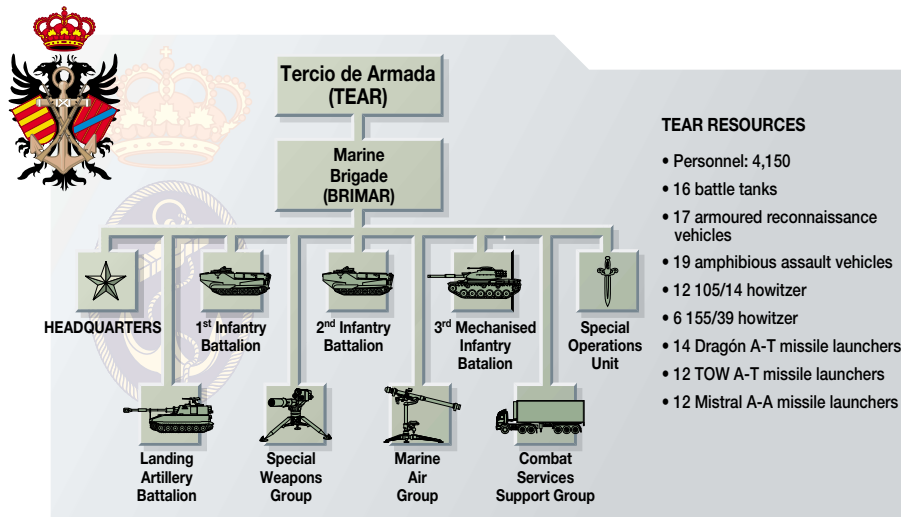 Tercio de Armada
(TEAR)
Marine
Brigade
(BRIMAR)
HEADQUARTERS
1st Infantry
Battalion
2nd Infantry
Battalion
3rd Mechanised
Infantry
Batalion
Special
Operations
Unit
Landing
Artillery
Battalion
Special
Weapons
Group
Marine
Air
Group
Combat
Services
Support Group
TEAR RESOURCES
• Personnel: 4,150
• 16 battle tanks
• 17 armoured reconnaissance
vehicles
• 19 amphibious assault vehicles
• 12 105/14 howitzer
• 6 155/39 howitzer
• 14 Dragón A-T missile launchers
• 12 TOW A-T missile launchers
• 12 Mistral A-A missile launchers